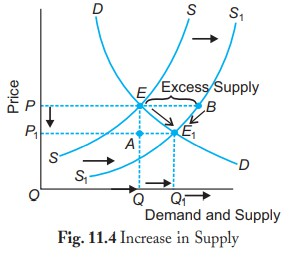 D S S₁
E Excess Supply
P B
P₁ A E₁
S D
S₁
O Q Q₁
Price
Demand and Supply
Fig. 11.4 Increase in Supply